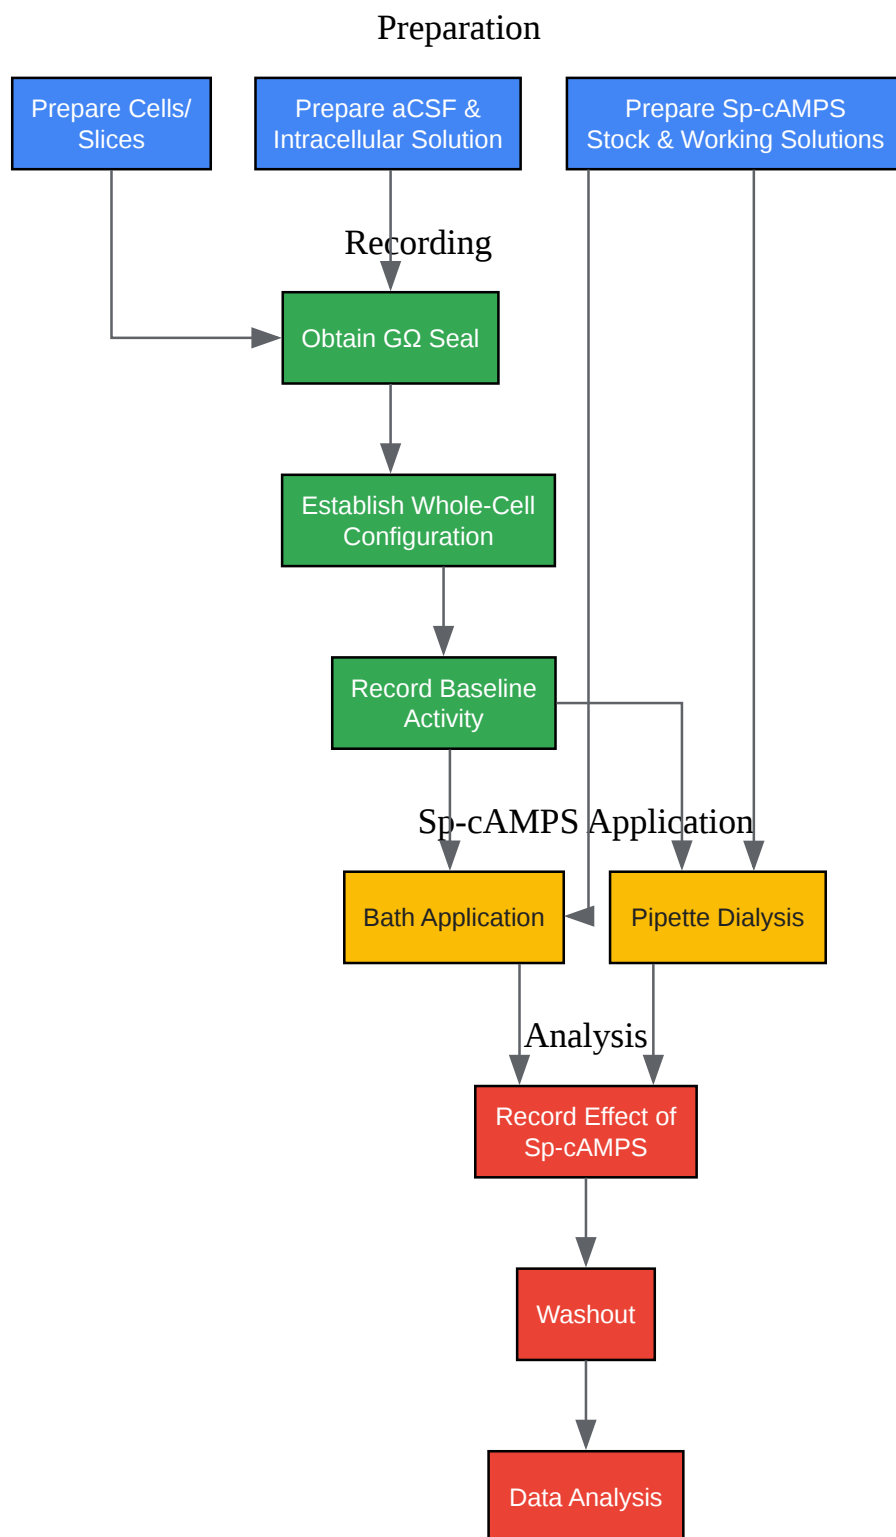 Preparation
Prepare Cells/
Slices
Prepare aCSF &
Intracellular Solution
Prepare Sp-cAMPS
Stock & Working Solutions
Recording
Obtain GΩ Seal
Establish Whole-Cell
Configuration
Record Baseline
Activity
Sp-cAMPS Application
Bath Application
Pipette Dialysis
Analysis
Record Effect of
Sp-cAMPS
Washout
Data Analysis